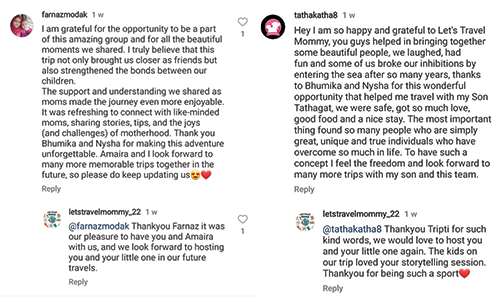 farnazmodak 1 w
I am grateful for the opportunity to be a part
of this amazing group and for all the beautiful
moments we shared. I truly believe that this
trip not only brought us closer as friends but
also strengthened the bonds between our
children.
The support and understanding we shared as
moms made the journey even more enjoyable.
It was refreshing to connect with like-minded
moms, sharing stories, tips, and the joys
(and challenges) of motherhood. Thank you
Bhumika and Nysha for making this adventure
unforgettable. Amaira and I look forward to
many more memorable trips together in the
future, so please do keep updating us😍❤️
Reply
1
letstravelmommy_22 1 w
@farnazmodak Thankyou Farnaz it was
our pleasure to have you and Amaira
with us, and we look forward to hosting
you and your little one in our future
travels.
Reply
1
tathakatha8 1 w
Hey I am so happy and grateful to Let's Travel
Mommy, you guys helped in bringing together
some beautiful people, we laughed, had
fun and some of us broke our inhibitions by
entering the sea after so many years, thanks
to Bhumika and Nysha for this wonderful
opportunity that helped me travel with my Son
Tathagat, we were safe, got so much love,
good food and a nice stay. The most important
thing found so many people who are simply
great, unique and true individuals who have
overcome so much in life. To have such a
concept I feel the freedom and look forward to
many more trips with my son and this team.
Reply
letstravelmommy_22 1 w
@tathakatha8 Thankyou Tripti for such
kind words, we would love to host you
and your little one again. The kids on
our trip loved your storytelling session.
Thankyou for being such a sport❤️
Reply